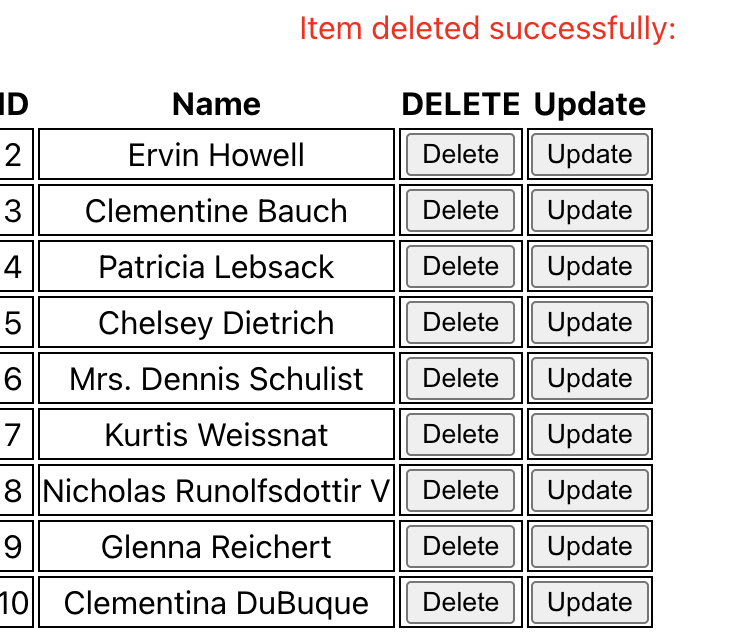 Item deleted successfully:
ID Name DELETE Update
2 Ervin Howell Delete Update
3 Clementine Bauch Delete Update
4 Patricia Lebsack Delete Update
5 Chelsey Dietrich Delete Update
6 Mrs. Dennis Schulist Delete Update
7 Kurtis Weissnat Delete Update
8 Nicholas Runolfsdottir V Delete Update
9 Glenna Reichert Delete Update
10 Clementina DuBuque Delete Update